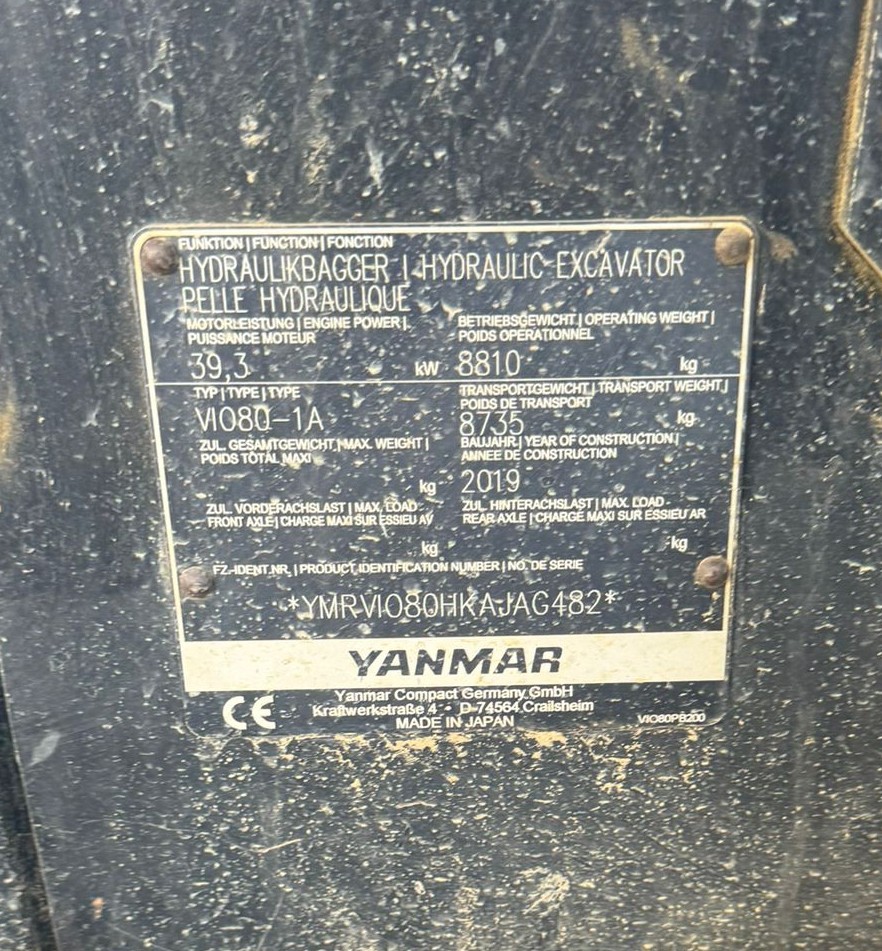 FUNKTION | FUNCTION | FONCTION
HYDRAULIKBAGGER | HYDRAULIC EXCAVATOR
PELLE HYDRAULIQUE
MOTORLEISTUNG | ENGINE POWER |
PUISSANCE MOTEUR
39,3 kW
BETRIEBSGEWICHT | OPERATING WEIGHT |
POIDS OPERATIONNEL
8810 kg
TYP | TYPE | TYPE
VIO80-1A
TRANSPORTGEWICHT | TRANSPORT WEIGHT |
POIDS DE TRANSPORT
8735 kg
ZUL. GESAMTGEWICHT | MAX. WEIGHT |
POIDS TOTAL MAXI
kg
BAUJAHR | YEAR OF CONSTRUCTION |
ANNEE DE CONSTRUCTION
2019
ZUL. VORDERACHSLAST | MAX. LOAD
FRONT AXLE | CHARGE MAXI SUR ESSIEU AV
kg
ZUL. HINTERACHSLAST | MAX. LOAD
REAR AXLE | CHARGE MAXI SUR ESSIEU AR
kg
FZ.-IDENT.NR. | PRODUCT IDENTIFICATION NUMBER | NO. DE SERIE
*YMRVIO80HKAJAG482*
YANMAR
CE
Yanmar Compact Germany GmbH
Kraftwerkstraße 4 • D-74564 Crailsheim
MADE IN JAPAN
VIO80PB200